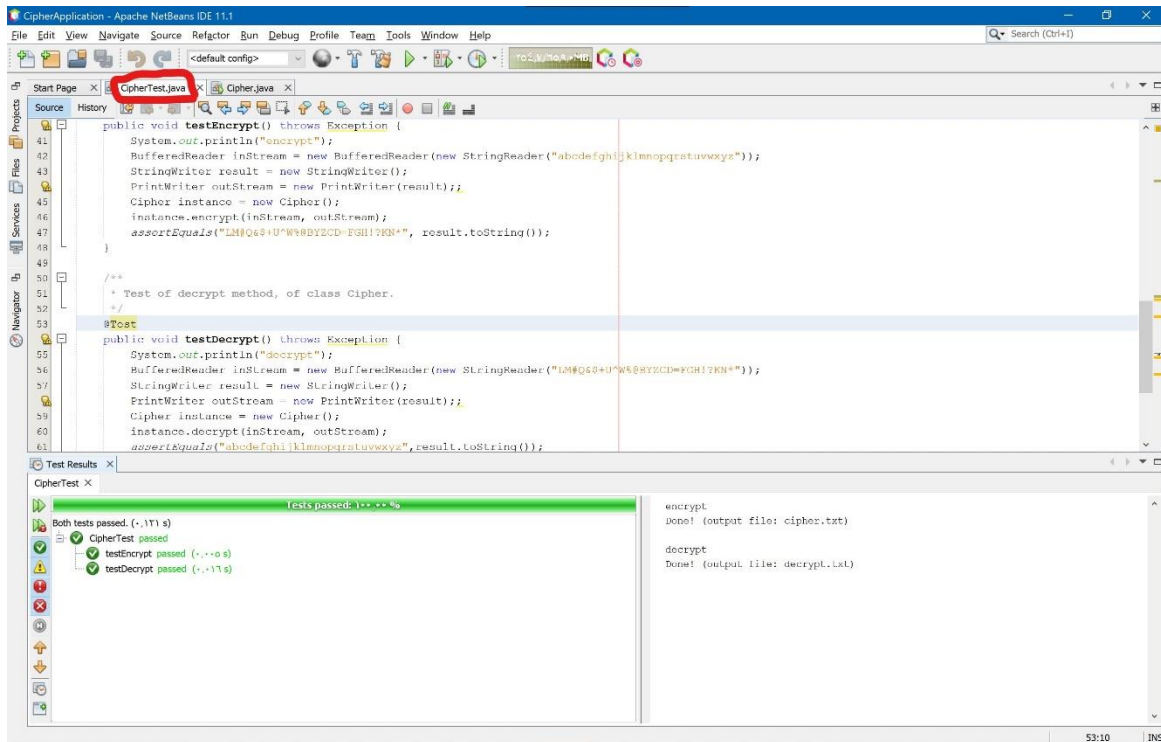 CipherApplication - Apache NetBeans IDE 11.1
File Edit View Navigate Source Refactor Run Debug Profile Team Tools Window Help
Search (Ctrl+I)
<default config>
Start Page CipherTest.java Cipher.java
Source History
Projects
Files
Services
Navigator
public void testEncrypt() throws Exception {
41 System.out.println("encrypt");
42 BufferedReader inStream = new BufferedReader(new StringReader("abcdefghijklmnopqrstuvwxyz"));
43 StringWriter result = new StringWriter();
PrintWriter outStream = new PrintWriter(result);;
45 Cipher instance = new Cipher();
46 instance.encrypt(inStream, outStream);
47 assertEquals("LM#Q&$+U^W%@BYZCD=FGH!?KN*", result.toString());
48 }
49
50 /**
51 * Test of decrypt method, of class Cipher.
52 */
53 @Test
public void testDecrypt() throws Exception {
55 System.out.println("decrypt");
56 BufferedReader inStream = new BufferedReader(new StringReader("LM#Q&$+U^W%@BYZCD=FGH!?KN*"));
57 StringWriter result = new StringWriter();
PrintWriter outStream = new PrintWriter(result);;
59 Cipher instance = new Cipher();
60 instance.decrypt(inStream, outStream);
61 assertEquals("abcdefghijklmnopqrstuvwxyz",result.toString());
Test Results
CipherTest
Tests passed: ١٠٠,٠٠ %
Both tests passed. (٠,١٢١ s)
CipherTest passed
testEncrypt passed (٠,٠٠٥ s)
testDecrypt passed (٠,٠١٦ s)
encrypt
Done! (output file: cipher.txt)
decrypt
Done! (output file: decrypt.txt)
53:10 INS